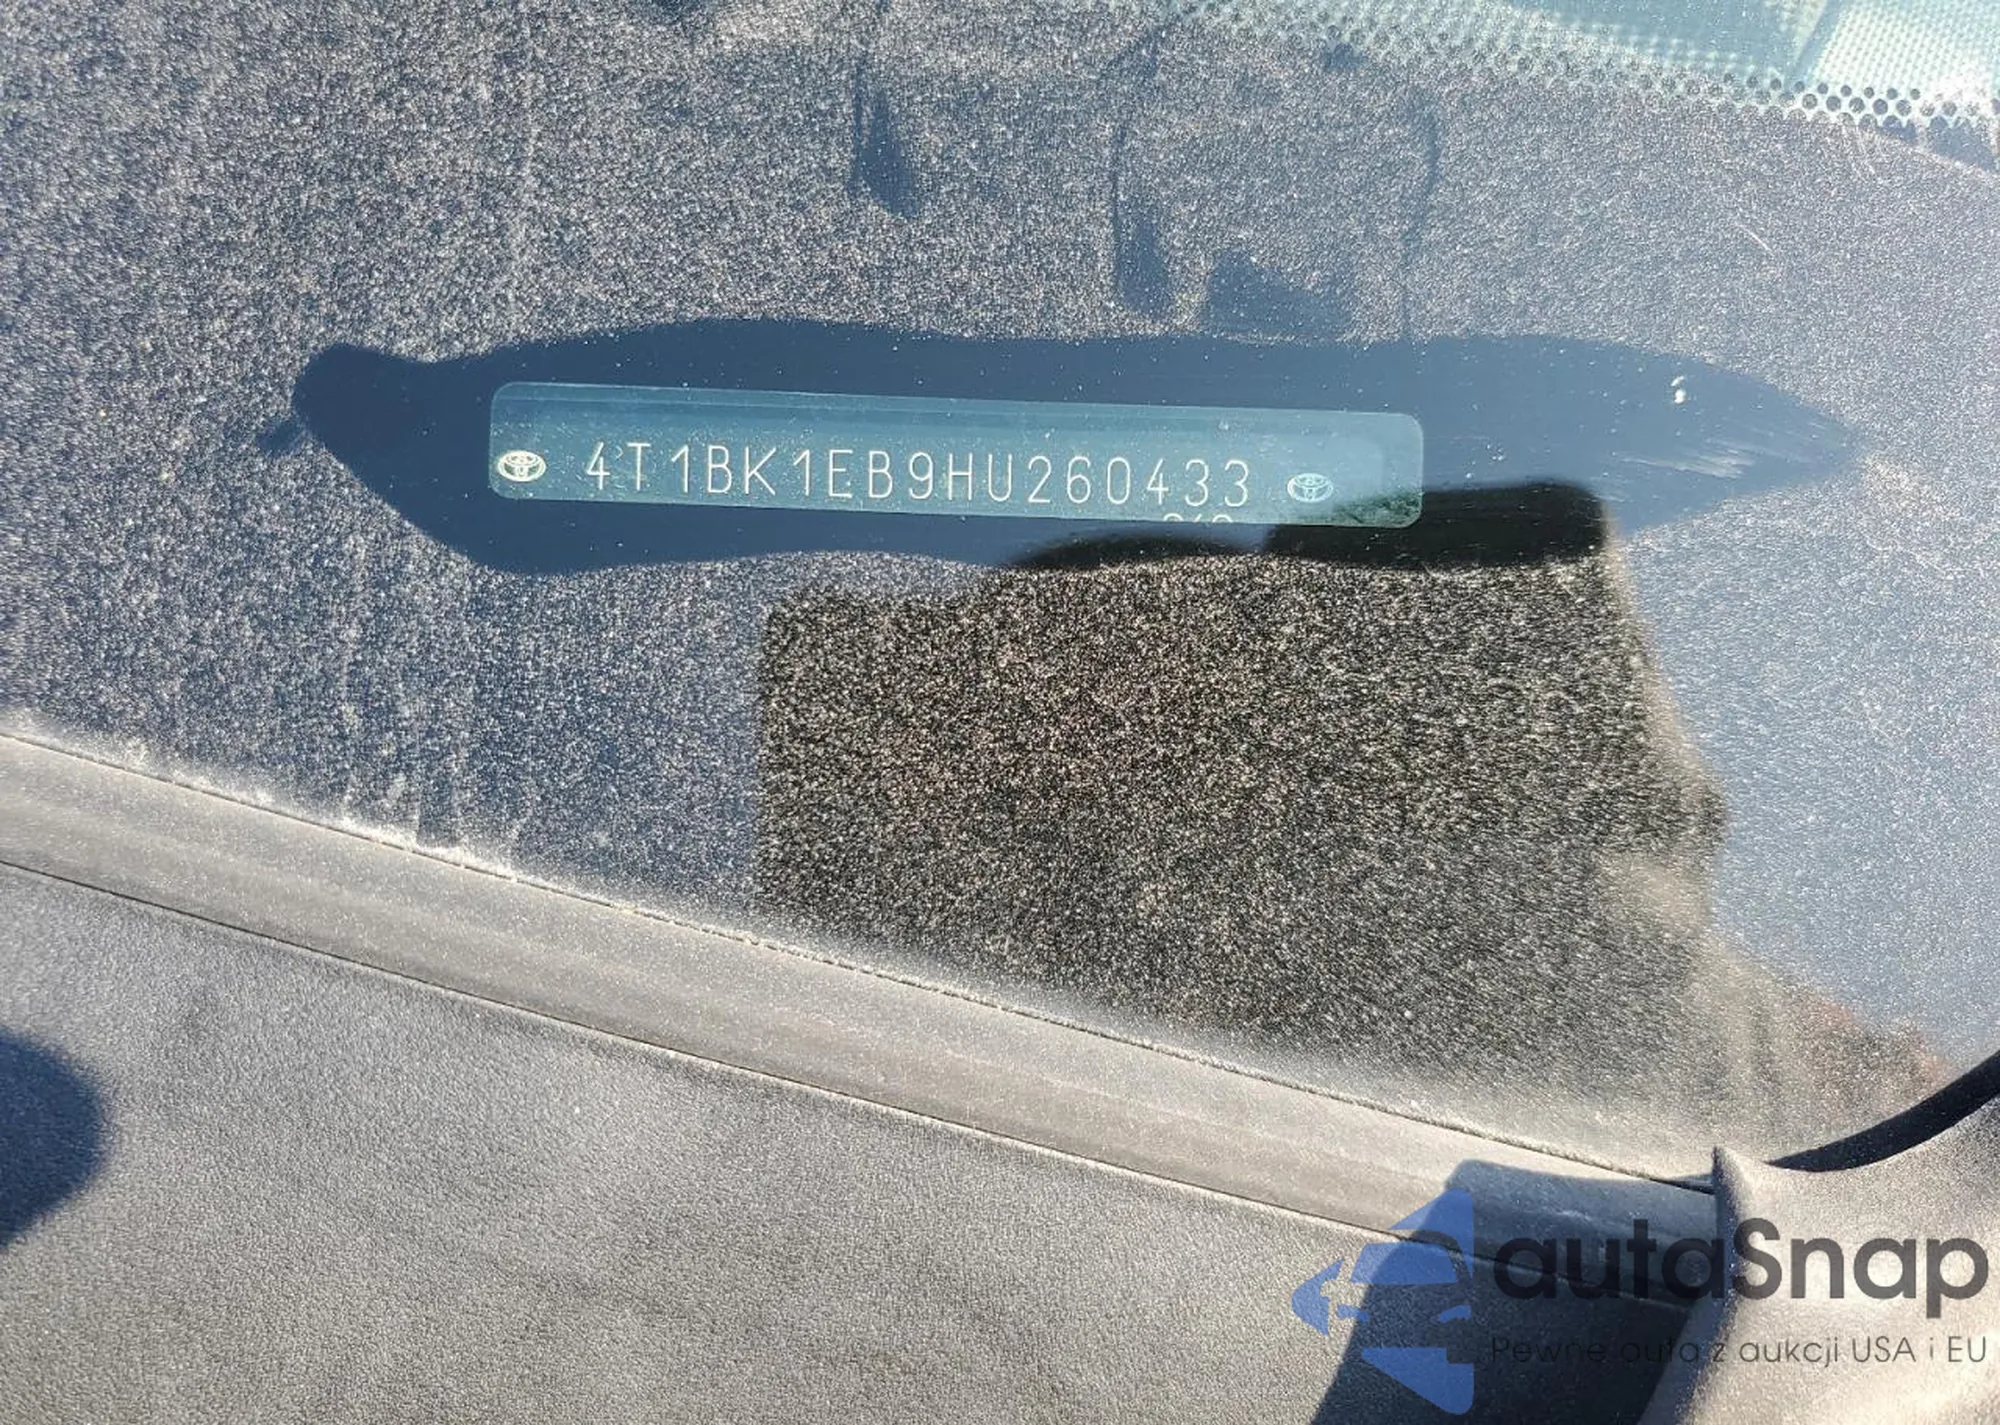 4T1BK1EB9HU260433
autaSnap
Pewne auta z aukcji USA i EU